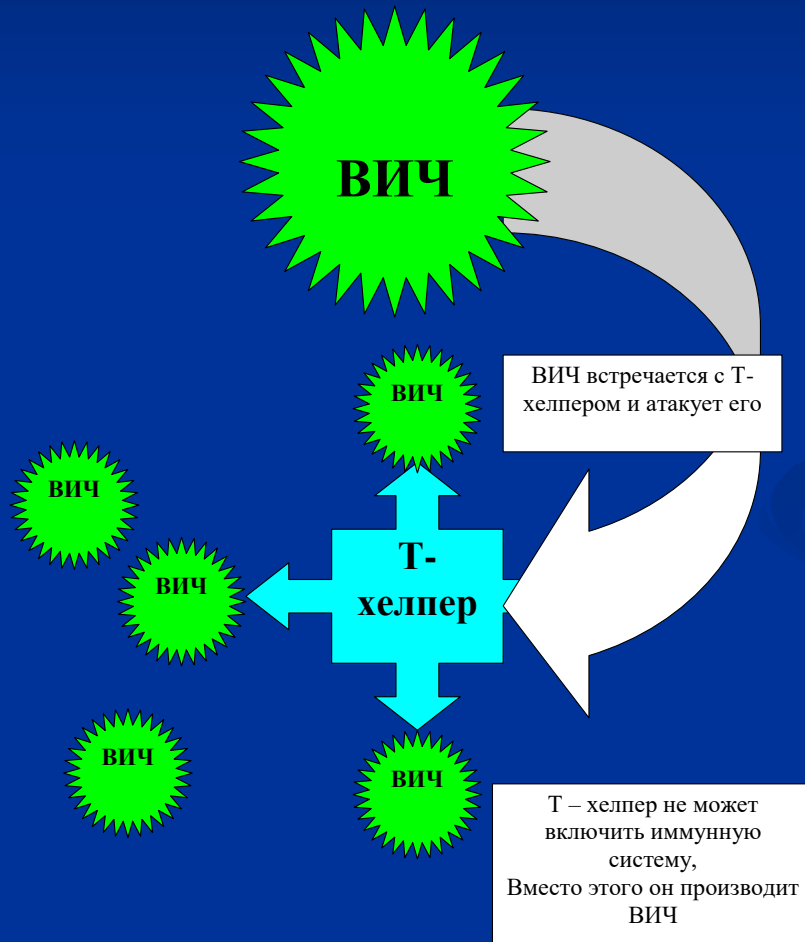 ВИЧ
ВИЧ
ВИЧ встречается с Т-
хелпером и атакует его
ВИЧ
Т-
хелпер
ВИЧ
ВИЧ
ВИЧ
Т – хелпер не может
включить иммунную
систему,
Вместо этого он производит
ВИЧ